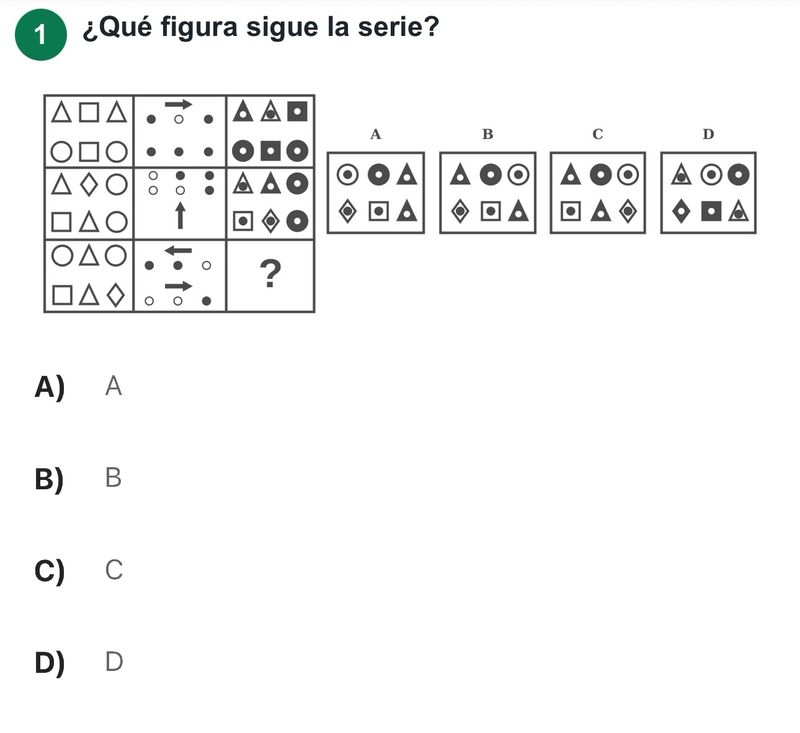 1 ¿Qué figura sigue la serie?
A B C D
?
A) A
B) B
C) C
D) D